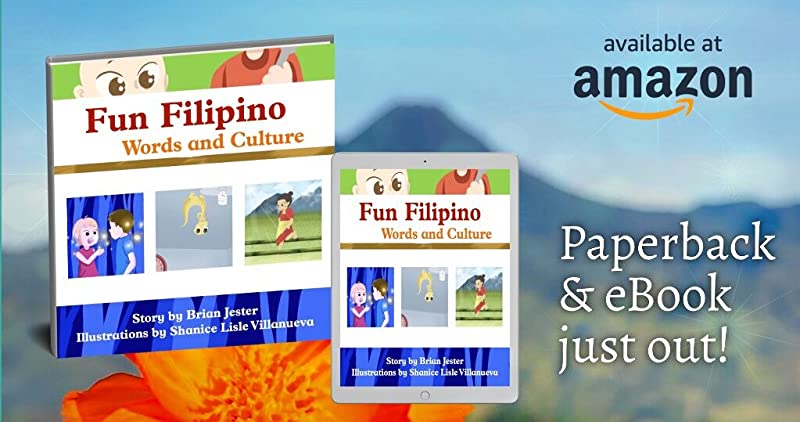 Fun Filipino
Words and Culture
Story by Brian Jester
Illustrations by Shanice Lisle Villanueva
Fun Filipino
Words and Culture
Story by Brian Jester
Illustrations by Shanice Lisle Villanueva
available at
amazon
Paperback
& eBook
just out!